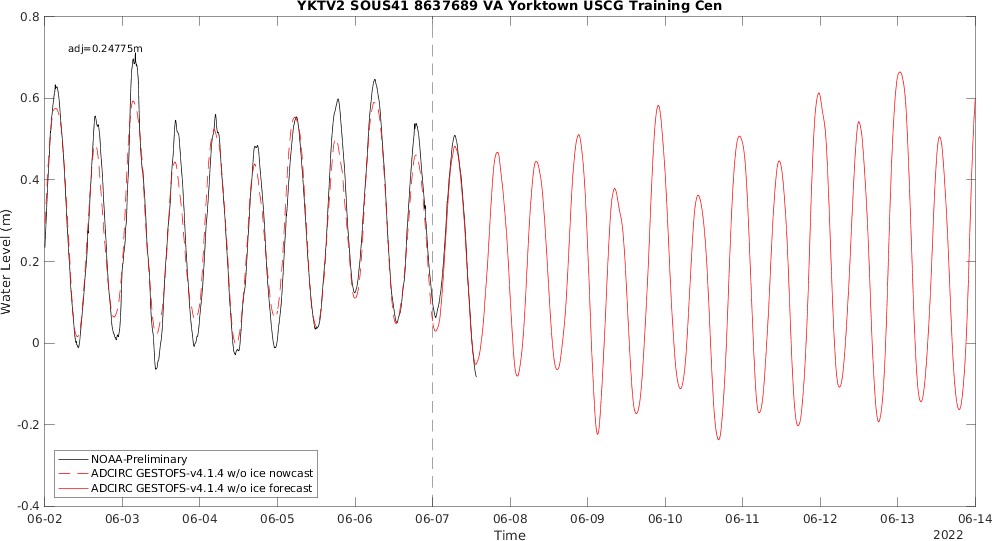 YKTV2 SOUS41 8637689 VA Yorktown USCG Training Cen
adj=0.24775m
Water Level (m)
0.8
0.6
0.4
0.2
0
-0.2
-0.4
NOAA-Preliminary
ADCIRC GESTOFS-v4.1.4 w/o ice nowcast
ADCIRC GESTOFS-v4.1.4 w/o ice forecast
06-02 06-03 06-04 06-05 06-06 06-07 06-08 06-09 06-10 06-11 06-12 06-13 06-14
Time
2022